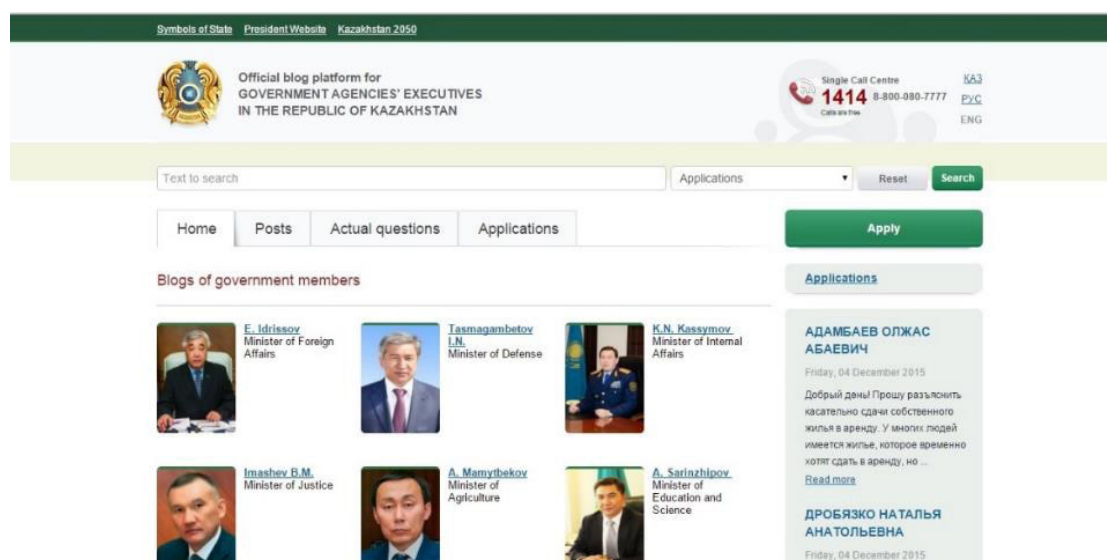 Symbols of State President Website Kazakhstan 2050
Official blog platform for
GOVERNMENT AGENCIES' EXECUTIVES
IN THE REPUBLIC OF KAZAKHSTAN
Single Call Centre
1414 8-800-080-7777
Calls are free
ҚАЗ
РУС
ENG
Text to search
Applications
Reset
Search
Home
Posts
Actual questions
Applications
Apply
Blogs of government members
Applications
E. Idrissov
Minister of Foreign
Affairs
Tasmagambetov
I.N.
Minister of Defense
K.N. Kassymov
Minister of Internal
Affairs
Imashev B.M.
Minister of Justice
A. Mamytbekov
Minister of
Agriculture
A. Sarinzhipov
Minister of
Education and
Science
АДАМБАЕВ ОЛЖАС
АБАЕВИЧ
Friday, 04 December 2015
Добрый день! Прошу разъяснить
касательно сдачи собственного
жилья в аренду. У многих людей
имеется жилье, которое временно
хотят сдать в аренду, но ...
Read more
ДРОБЯЗКО НАТАЛЬЯ
АНАТОЛЬЕВНА
Friday, 04 December 2015